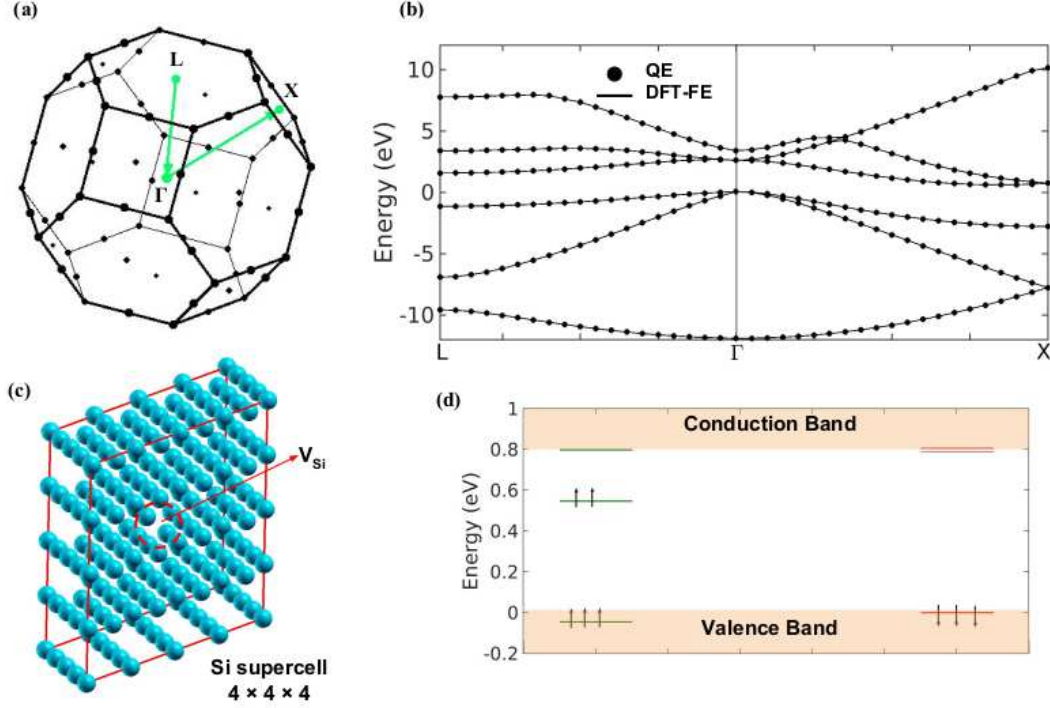 (a)
L
X
Γ
(b)
10
5
0
-5
-10
Energy (eV)
QE
DFT-FE
L
Γ
X
(c)
V_Si
Si supercell
4 × 4 × 4
(d)
1
0.8
0.6
0.4
0.2
0
-0.2
Energy (eV)
Conduction Band
Valence Band